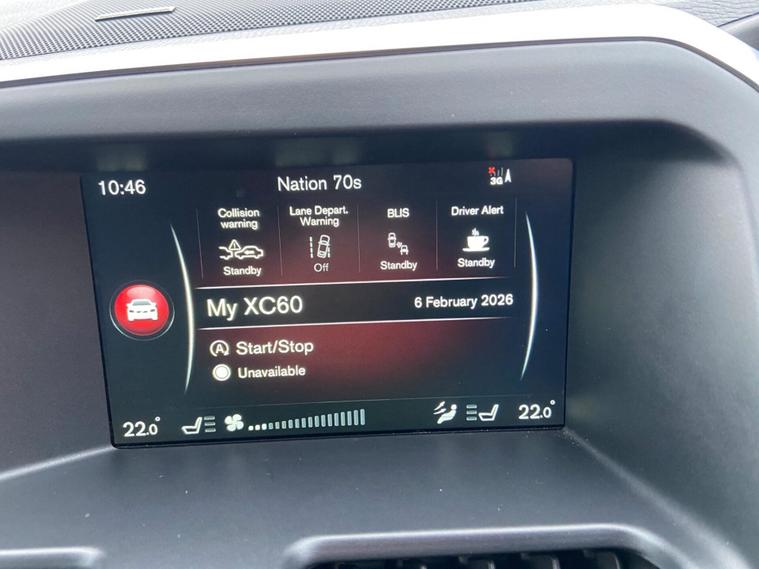 10:46
Nation 70s
3G
Collision
warning
Standby
Lane Depart.
Warning
Off
BLIS
Standby
Driver Alert
Standby
My XC60
6 February 2026
A Start/Stop
Unavailable
22.0°
22.0°